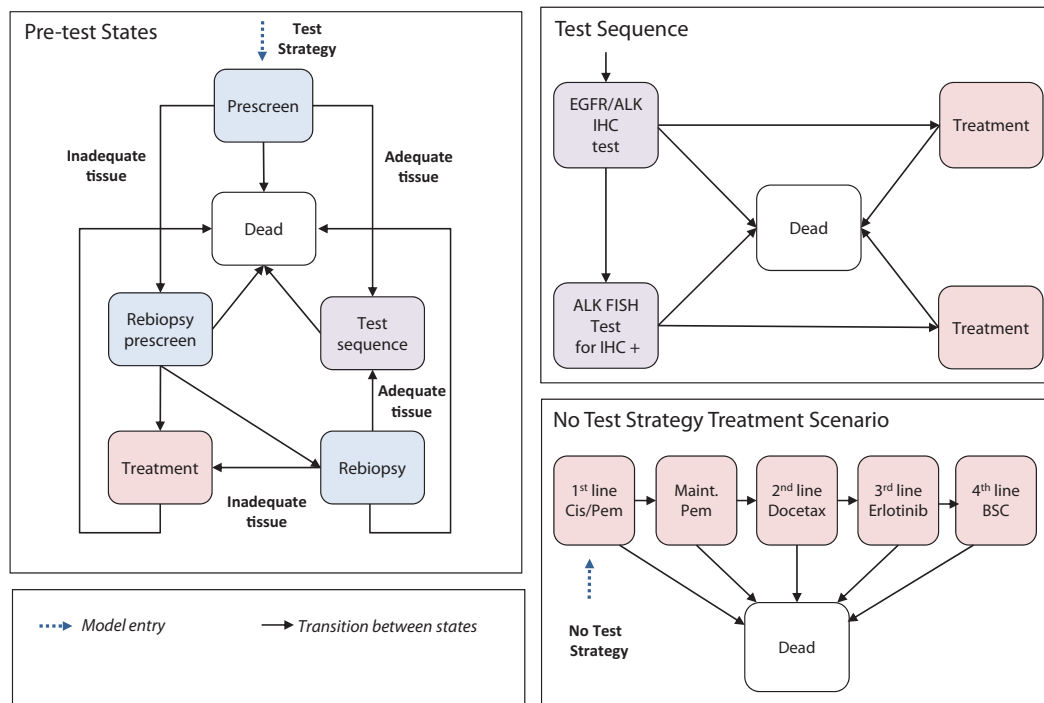 Pre-test States
Test
Strategy
Prescreen
Inadequate
tissue
Adequate
tissue
Dead
Rebiopsy
prescreen
Test
sequence
Adequate
tissue
Treatment
Rebiopsy
Inadequate
tissue
Model entry
Transition between states
Test Sequence
EGFR/ALK
IHC
test
Treatment
Dead
ALK FISH
Test
for IHC +
Treatment
No Test Strategy Treatment Scenario
1st line
Cis/Pem
Maint.
Pem
2nd line
Docetax
3rd line
Erlotinib
4th line
BSC
No Test
Strategy
Dead